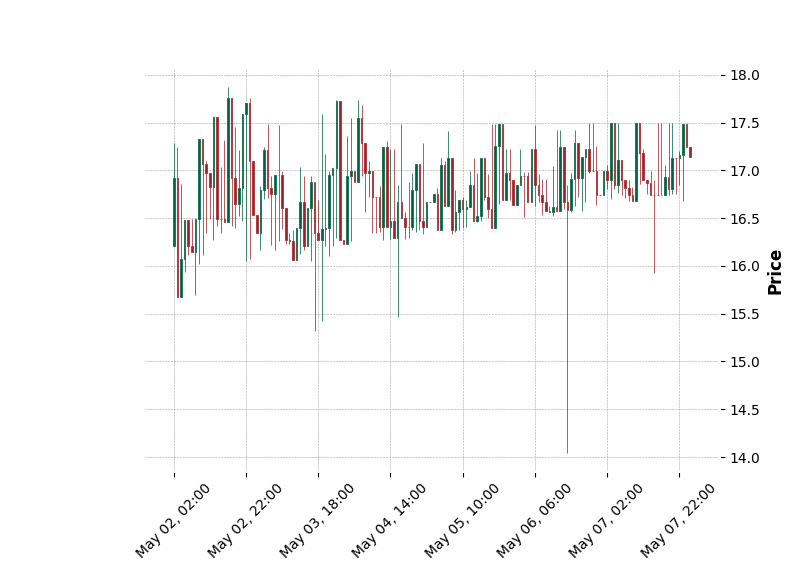 18.0
17.5
17.0
16.5
16.0
15.5
15.0
14.5
14.0
Price
May 02, 02:00
May 02, 22:00
May 03, 18:00
May 04, 14:00
May 05, 10:00
May 06, 06:00
May 07, 02:00
May 07, 22:00